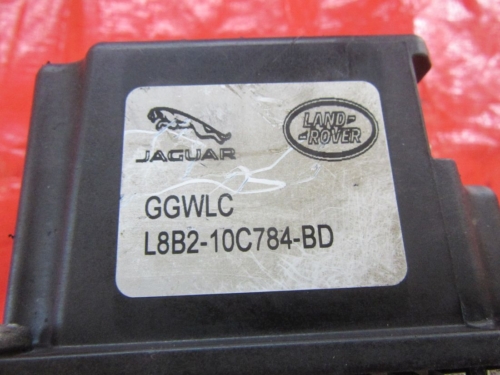 JAGUAR
LAND-
-ROVER
GGWLC
L8B2-10C784-BD